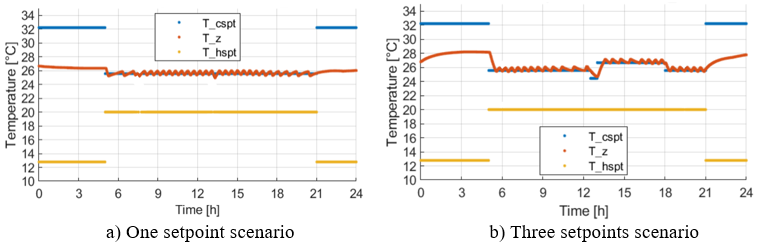 34
32
30
28
26
24
22
20
18
16
14
12
10
Temperature [°C]
T_cspt
T_z
T_hspt
0 3 6 9 12 15 18 21 24
Time [h]
a) One setpoint scenario
34
32
30
28
26
24
22
20
18
16
14
12
10
Temperature [°C]
T_cspt
T_z
T_hspt
0 3 6 9 12 15 18 21 24
Time [h]
b) Three setpoints scenario